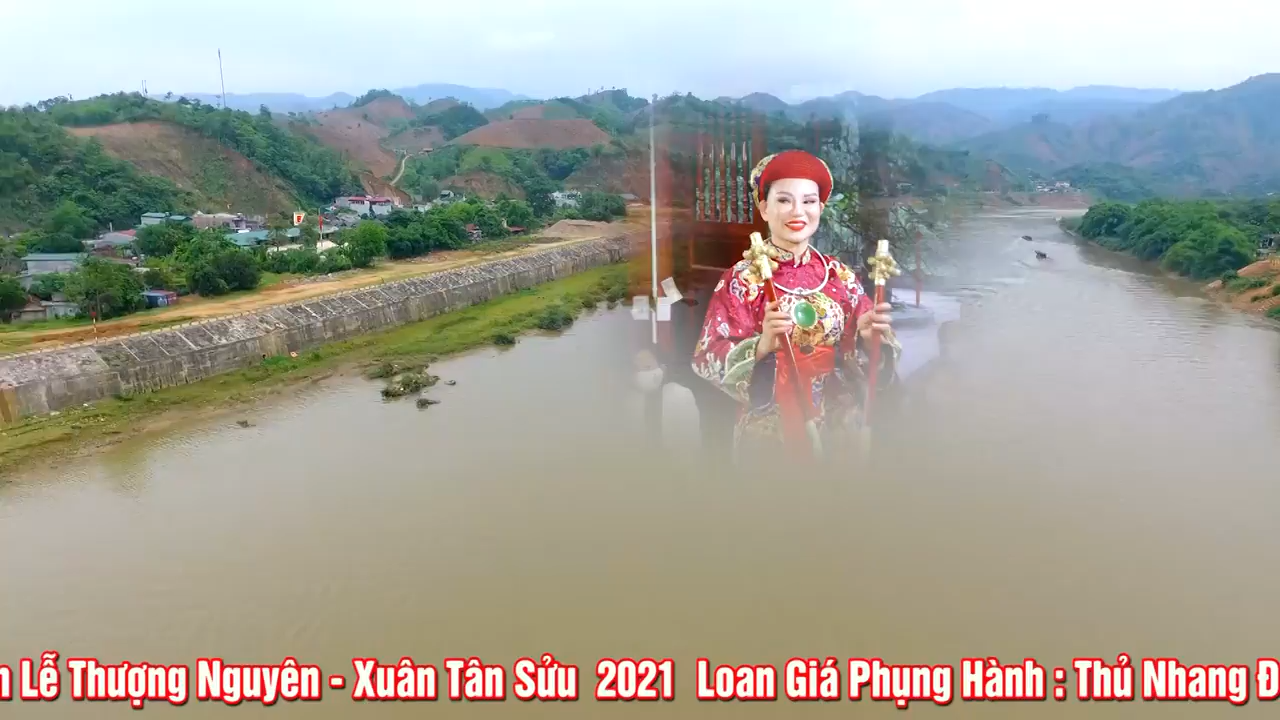 Lễ Thượng Nguyên - Xuân Tân Sửu 2021 Loan Giá Phụng Hành : Thủ Nhang